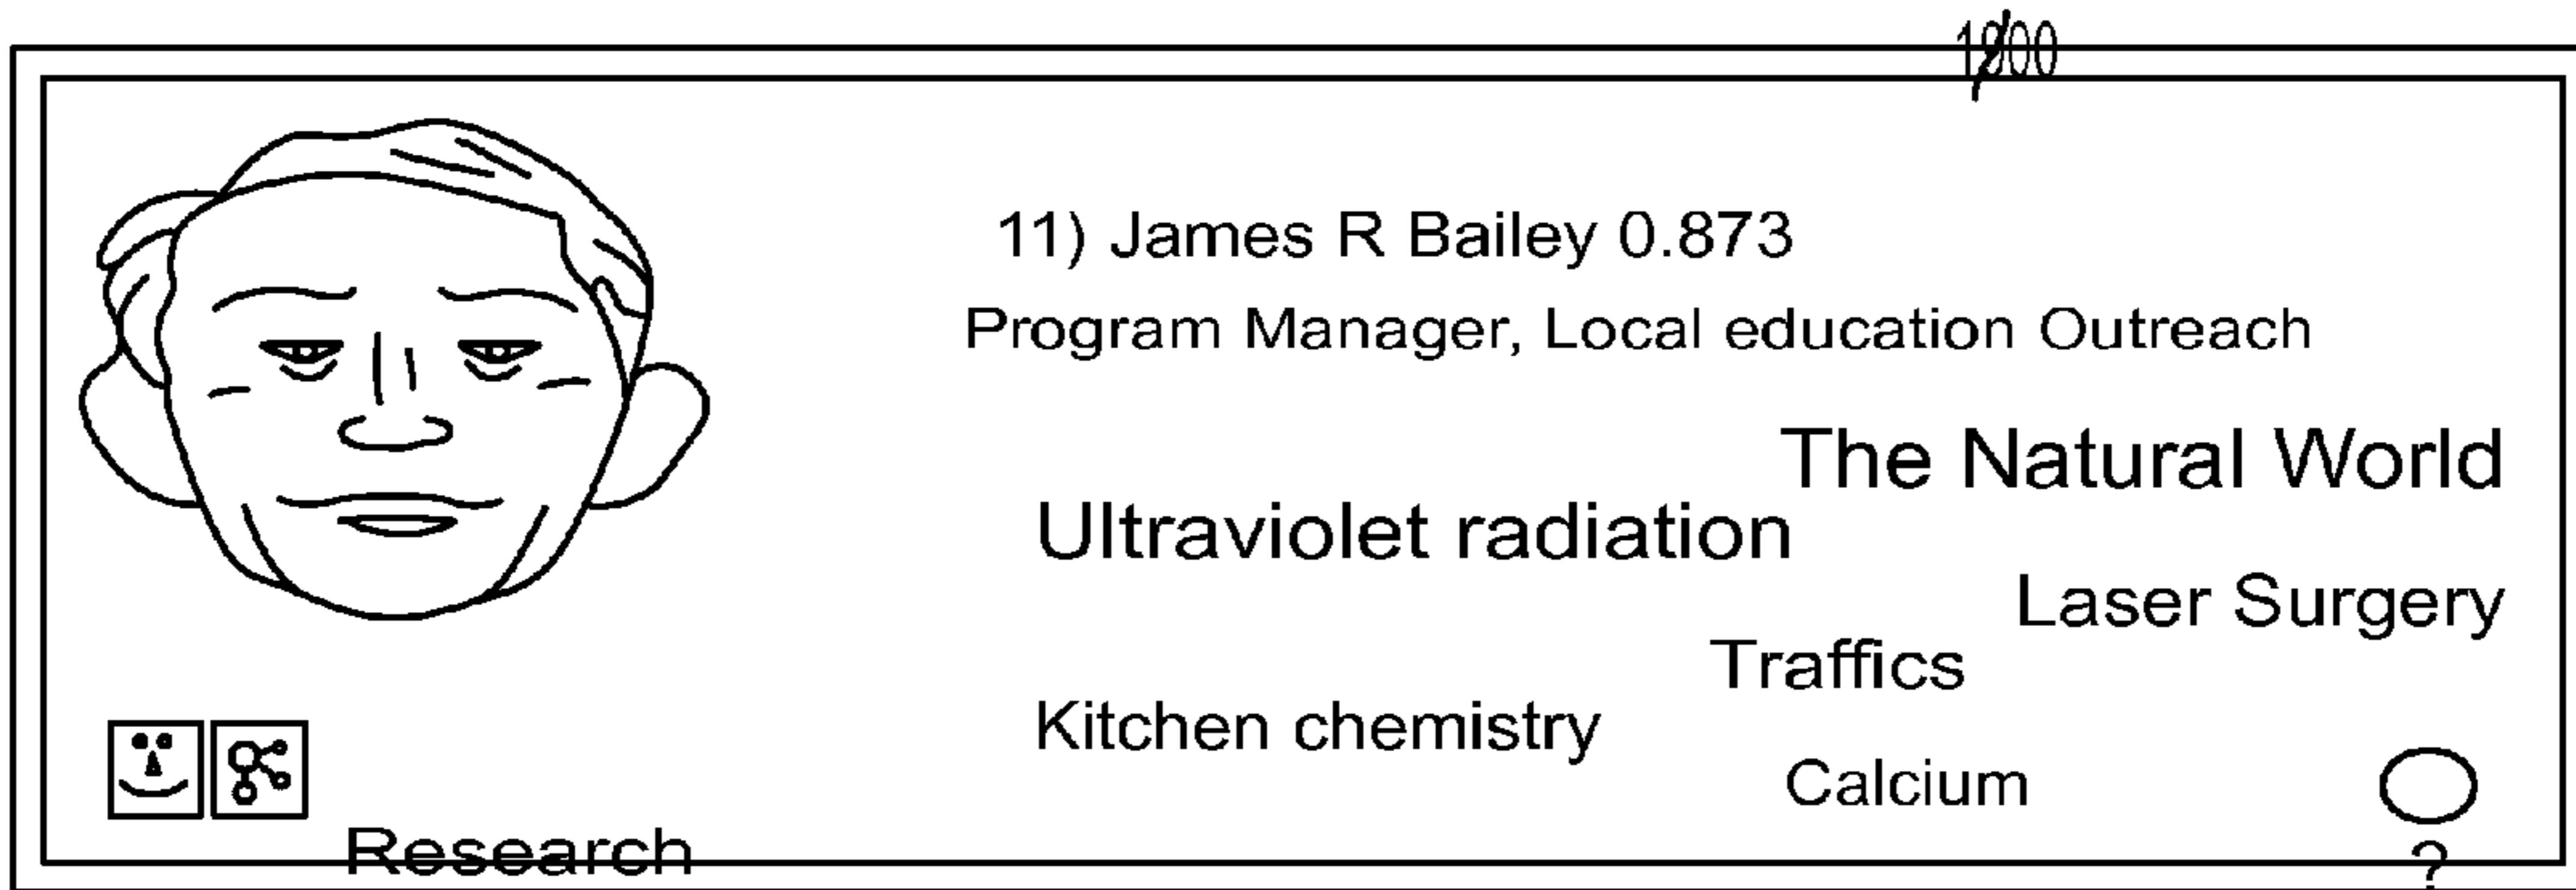 11) James R Bailey 0.873
Program Manager, Local education Outreach
The Natural World
Ultraviolet radiation
Laser Surgery
Traffics
Kitchen chemistry
Calcium
Research
?